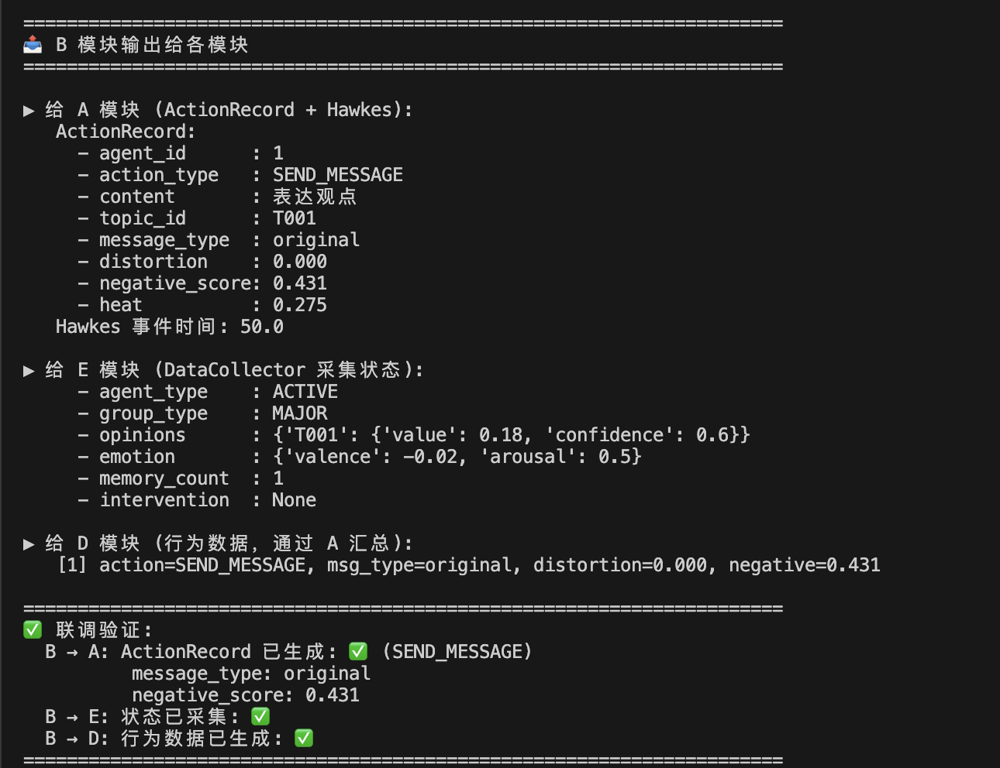 ======================================================================
📤 B 模块输出给各模块
======================================================================
▶ 给 A 模块 (ActionRecord + Hawkes):
ActionRecord:
- agent_id      : 1
- action_type   : SEND_MESSAGE
- content       : 表达观点
- topic_id      : T001
- message_type  : original
- distortion    : 0.000
- negative_score: 0.431
- heat          : 0.275
Hawkes 事件时间: 50.0
▶ 给 E 模块 (DataCollector 采集状态):
- agent_type    : ACTIVE
- group_type    : MAJOR
- opinions      : {'T001': {'value': 0.18, 'confidence': 0.6}}
- emotion       : {'valence': -0.02, 'arousal': 0.5}
- memory_count  : 1
- intervention  : None
▶ 给 D 模块 (行为数据, 通过 A 汇总):
[1] action=SEND_MESSAGE, msg_type=original, distortion=0.000, negative=0.431
======================================================================
✅ 联调验证:
B → A: ActionRecord 已生成: ✅ (SEND_MESSAGE)
message_type: original
negative_score: 0.431
B → E: 状态已采集: ✅
B → D: 行为数据已生成: ✅
======================================================================